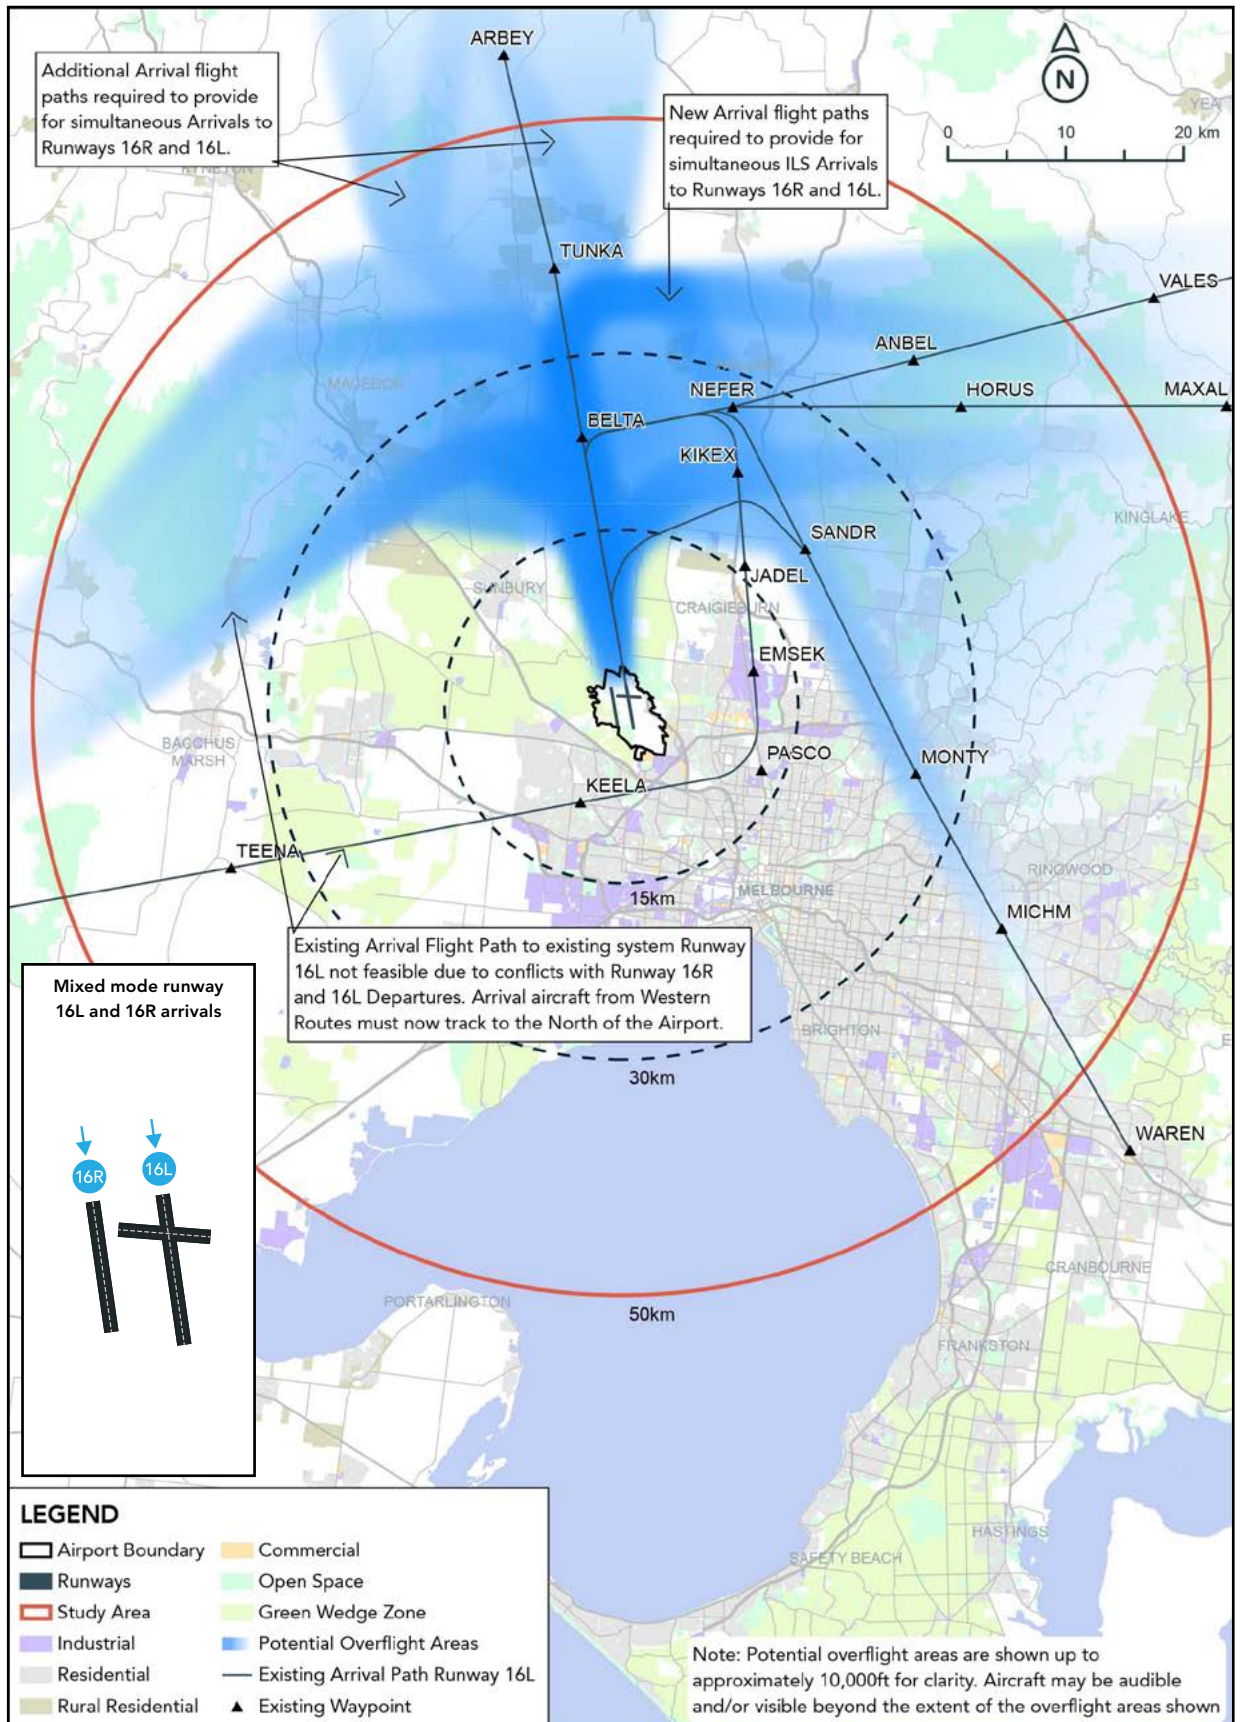 ARBEY
Additional Arrival flight
paths required to provide
for simultaneous Arrivals to
Runways 16R and 16L.
New Arrival flight paths
required to provide for
simultaneous ILS Arrivals
to Runways 16R and 16L.
N
0 10 20 km
YEA
KYNETON
TUNKA
VALES
ANBEL
MACEDON
NEFER
HORUS
MAXAL
BELTA
KIKEX
KINGLAKE
SANDR
JADEL
SUNBURY
CRAIGIEBURN
EMSEK
BACCHUS
MARSH
PASCO
MONTY
KEELA
TEENA
RINGWOOD
MELBOURNE
15km
MICHM
Existing Arrival Flight Path to existing system Runway
16L not feasible due to conflicts with Runway 16R
and 16L Departures. Arrival aircraft from Western
Routes must now track to the North of the Airport.
BRIGHTON
30km
Mixed mode runway
16L and 16R arrivals
16R
16L
WAREN
CRANBOURNE
PORTARLINGTON
50km
FRANKSTON
HASTINGS
SAFETY BEACH
LEGEND
Airport Boundary
Runways
Study Area
Industrial
Residential
Rural Residential
Commercial
Open Space
Green Wedge Zone
Potential Overflight Areas
Existing Arrival Path Runway 16L
Existing Waypoint
Note: Potential overflight areas are shown up to
approximately 10,000ft for clarity. Aircraft may be audible
and/or visible beyond the extent of the overflight areas shown